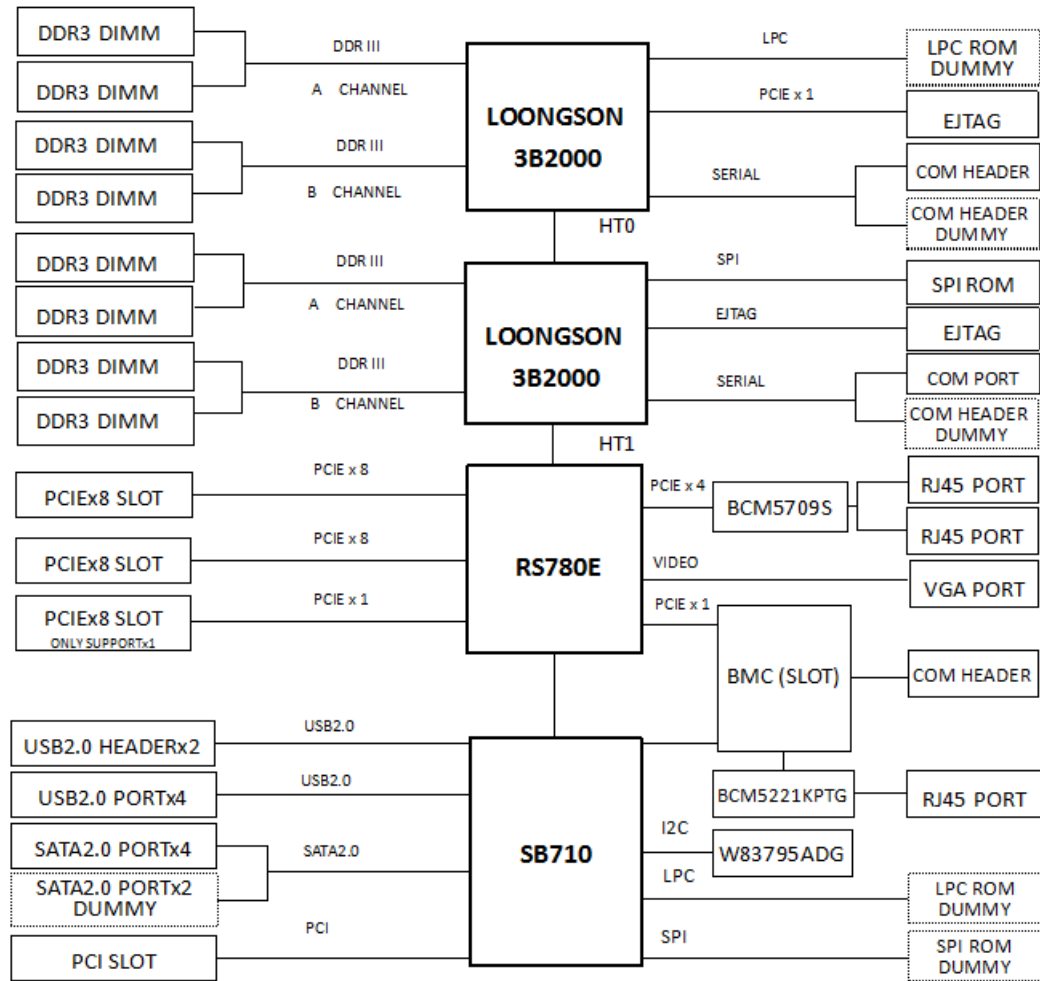 DDR3 DIMM
DDR3 DIMM
DDR III
A CHANNEL
DDR3 DIMM
DDR3 DIMM
DDR III
B CHANNEL
LOONGSON
3B2000
LPC
LPC ROM
DUMMY
PCIE x 1
EJTAG
SERIAL
COM HEADER
COM HEADER
DUMMY
HT0
DDR3 DIMM
DDR3 DIMM
DDR III
A CHANNEL
DDR3 DIMM
DDR3 DIMM
DDR III
B CHANNEL
LOONGSON
3B2000
SPI
SPI ROM
EJTAG
EJTAG
SERIAL
COM PORT
COM HEADER
DUMMY
HT1
PCIEx8 SLOT
PCIE x 8
PCIEx8 SLOT
PCIE x 8
PCIEx8 SLOT
ONLY SUPPORTx1
PCIE x 1
RS780E
PCIE x 4
BCM5709S
RJ45 PORT
RJ45 PORT
VIDEO
VGA PORT
PCIE x 1
BMC (SLOT)
COM HEADER
USB2.0 HEADERx2
USB2.0
USB2.0 PORTx4
USB2.0
SATA2.0 PORTx4
SATA2.0 PORTx2
DUMMY
SATA2.0
PCI SLOT
PCI
SB710
BCM5221KPTG
RJ45 PORT
I2C
W83795ADG
LPC
LPC ROM
DUMMY
SPI
SPI ROM
DUMMY